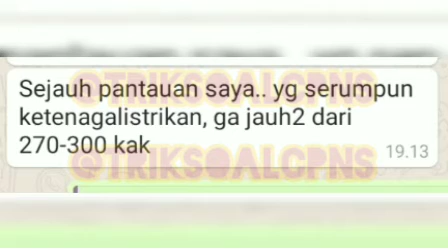 @TRIKSOALCPNS
Sejauh pantauan saya.. yg serumpun
ketenagalistrikan, ga jauh2 dari
270-300 kak
19.13
@TRIKSOALCPNS